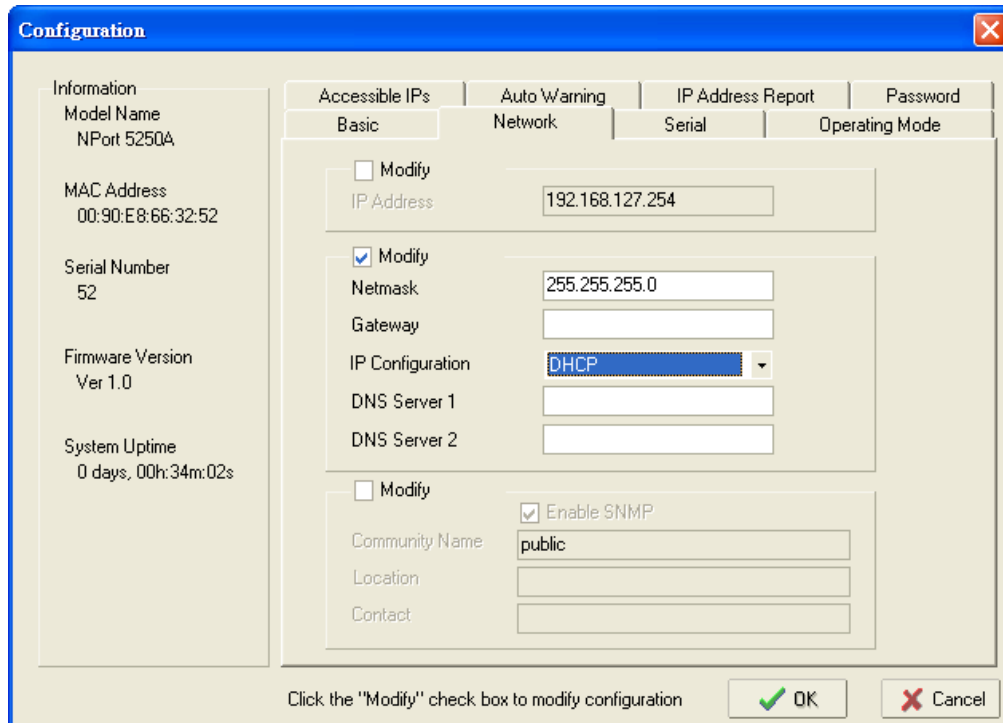 Configuration
Information
Model Name
NPort 5250A
MAC Address
00:90:E8:66:32:52
Serial Number
52
Firmware Version
Ver 1.0
System Uptime
0 days, 00h:34m:02s
Accessible IPs
Auto Warning
IP Address Report
Password
Basic
Network
Serial
Operating Mode
Modify
IP Address
192.168.127.254
Modify
Netmask
255.255.255.0
Gateway
IP Configuration
DHCP
DNS Server 1
DNS Server 2
Modify
Enable SNMP
Community Name
public
Location
Contact
Click the "Modify" check box to modify configuration
OK
Cancel